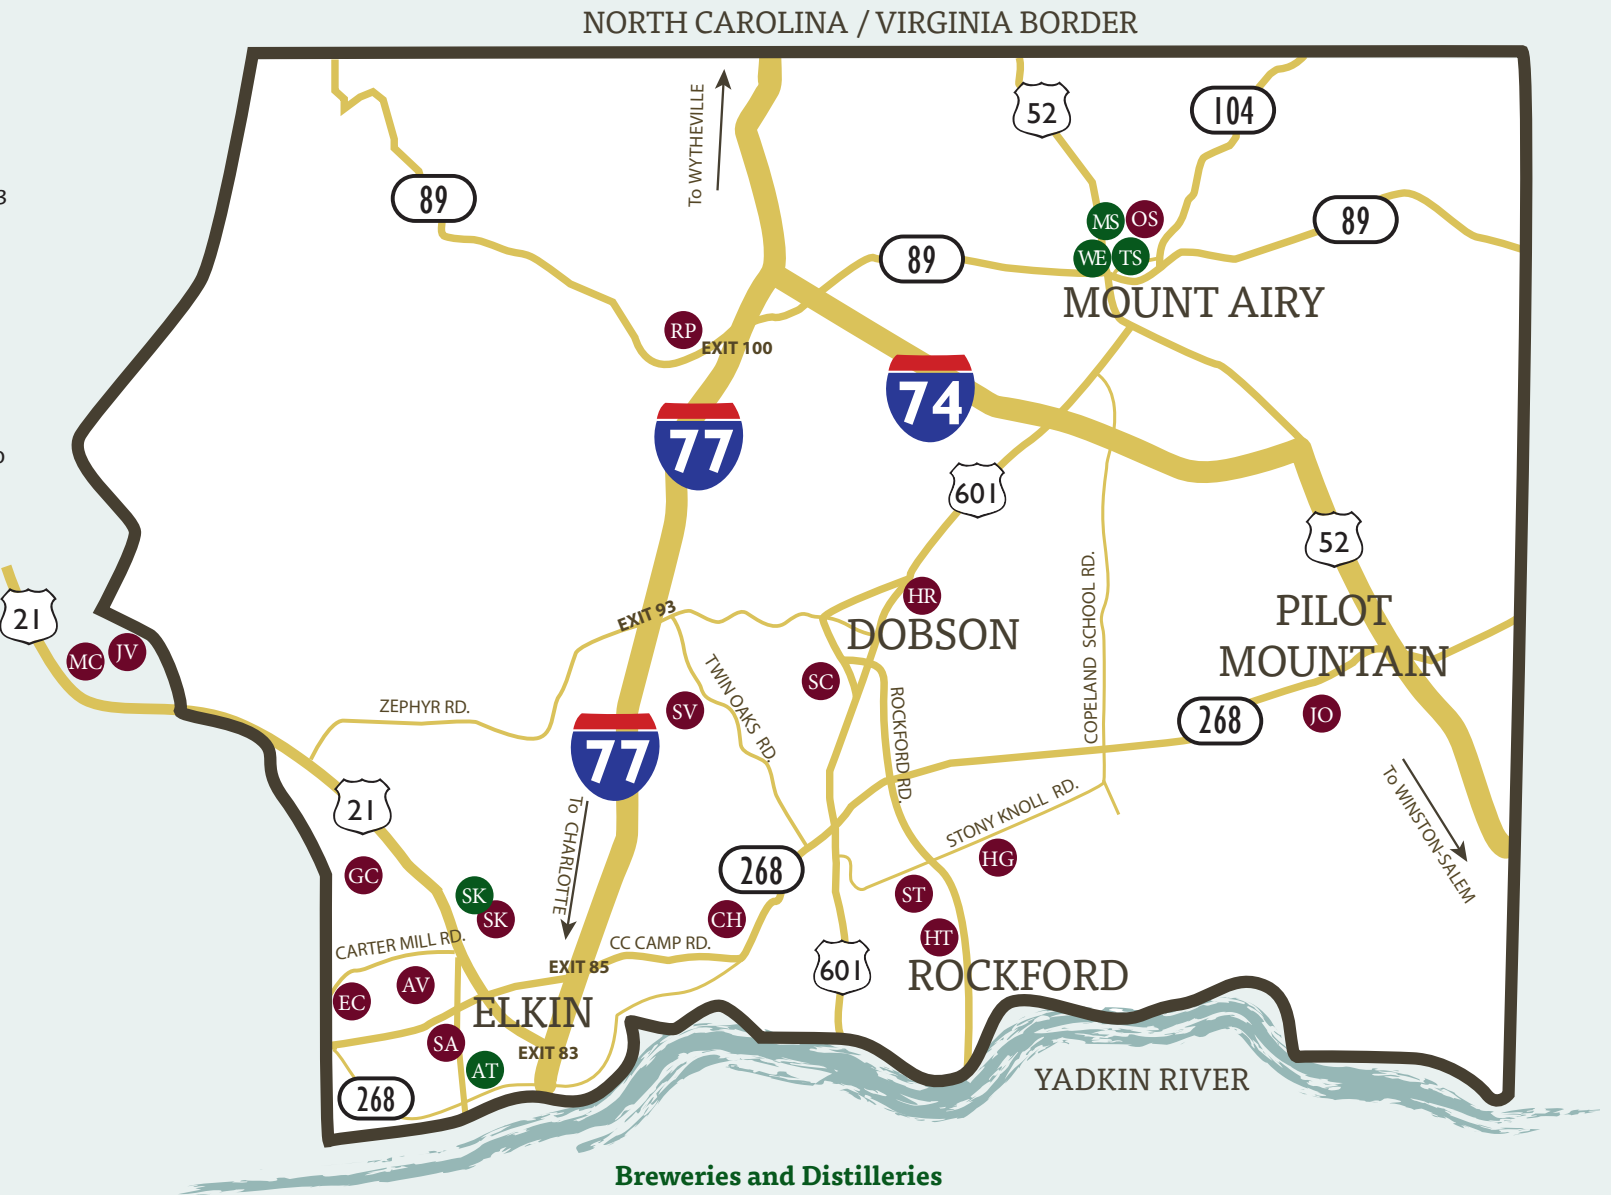 NORTH CAROLINA / VIRGINIA BORDER
To WYTHEVILLE
52
104
3
89
MS
OS
89
89
WE
TS
MOUNT AIRY
RP
EXIT 100
74
77
601
52
EXIT 93
HR
DOBSON
COPELAND SCHOOL RD.
PILOT
MOUNTAIN
21
MC
JV
TWIN OAKS RD.
SC
ZEPHYR RD.
SV
ROCKFORD RD.
268
JO
77
21
To CHARLOTTE
STONY KNOLL RD.
To WINSTON-SALEM
268
HG
GC
SK
SK
ST
CH
HT
CARTER MILL RD.
CC CAMP RD.
601
EXIT 85
ROCKFORD
AV
EC
ELKIN
SA
EXIT 83
AT
YADKIN RIVER
268
Breweries and Distilleries